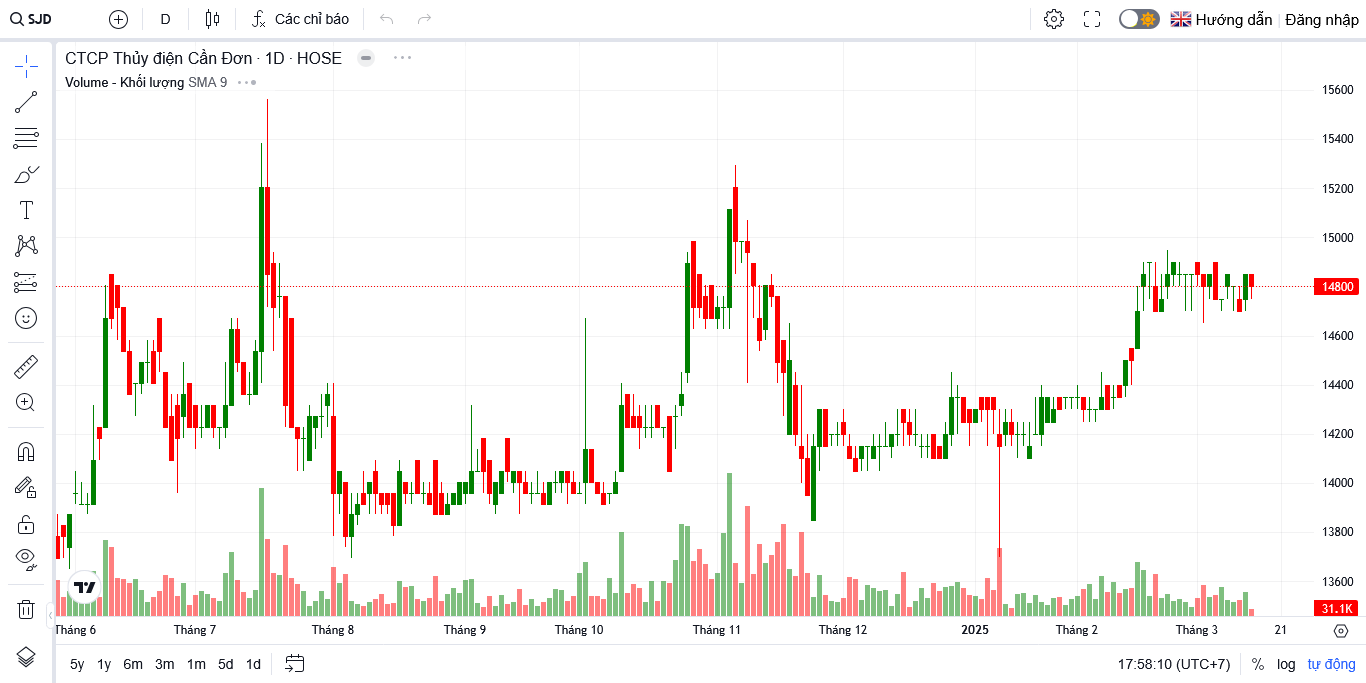 SJD D Các chỉ báo Hướng dẫn Đăng nhập
CTCP Thủy điện Cần Đơn · 1D · HOSE
Volume - Khối lượng SMA 9
15600
15400
15200
15000
14800
14600
14400
14200
14000
13800
13600
31.1K
Tháng 6 Tháng 7 Tháng 8 Tháng 9 Tháng 10 Tháng 11 Tháng 12 2025 Tháng 2 Tháng 3 21
5y 1y 6m 3m 1m 5d 1d 17:58:10 (UTC+7) % log tự động